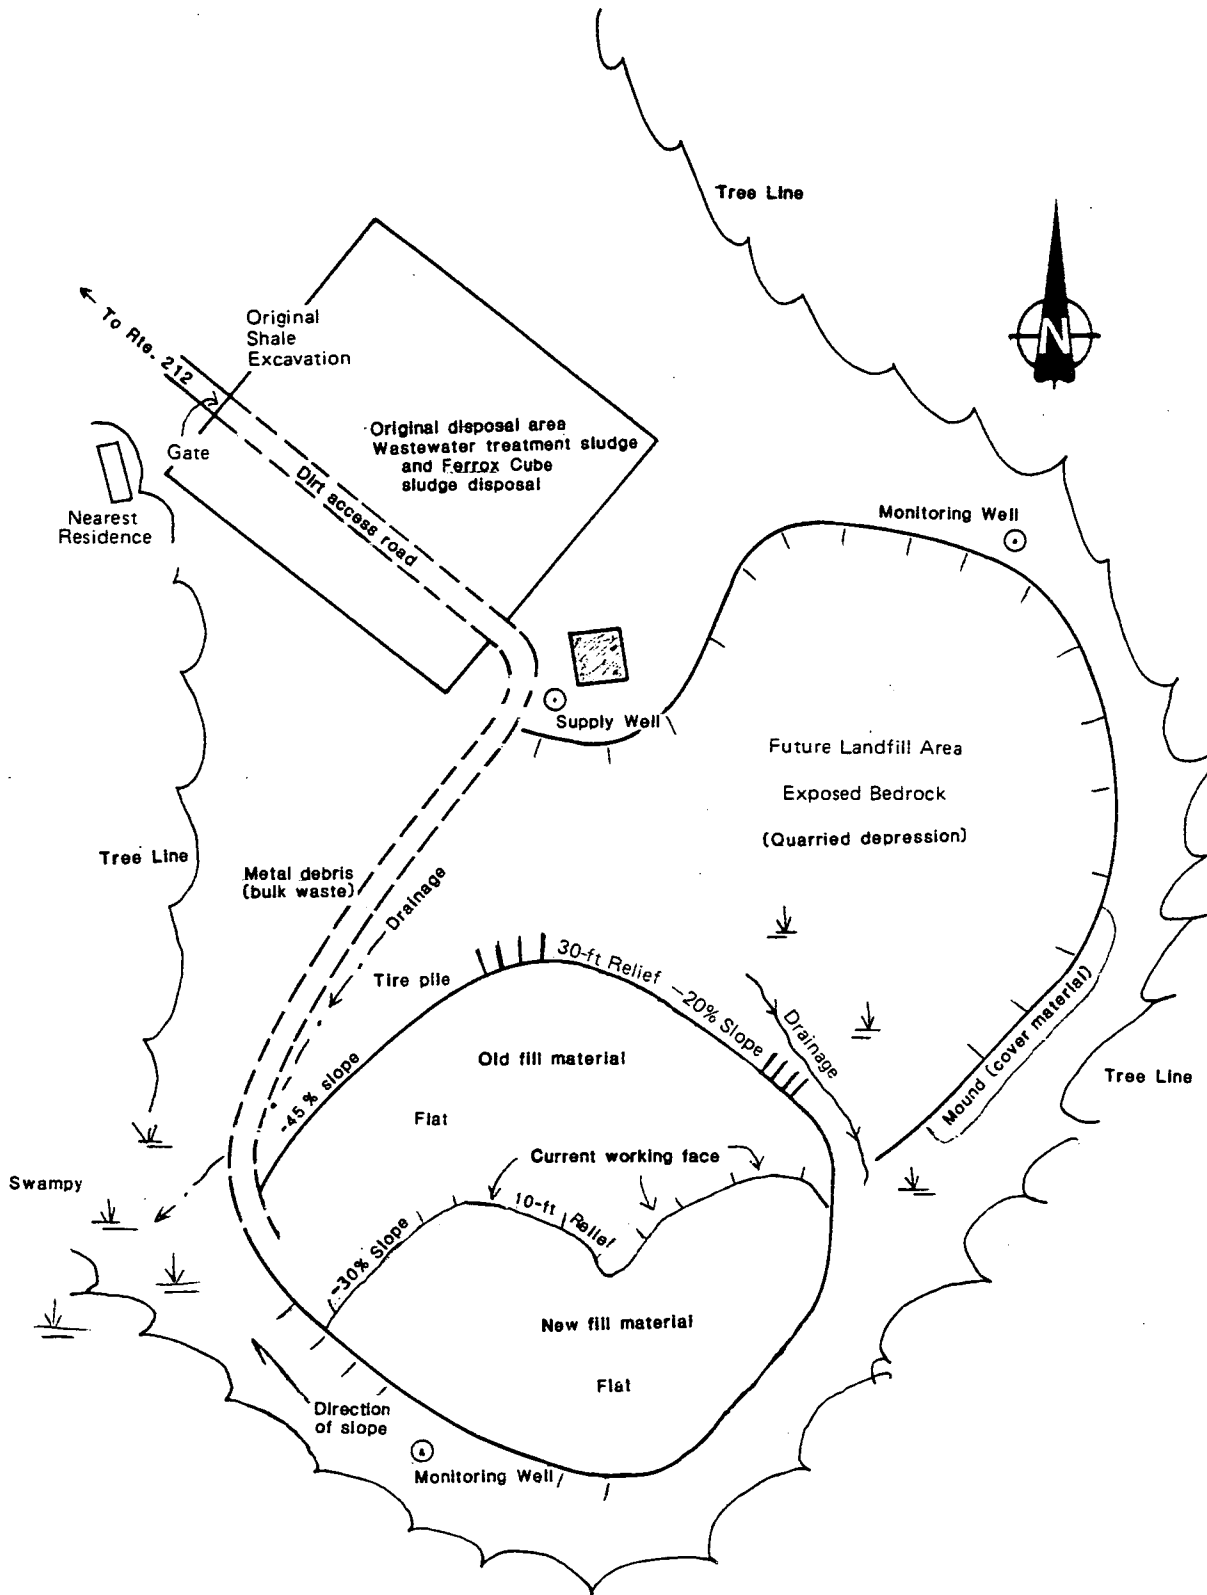 Tree Line
N
To Rte. 212
Original
Shale
Excavation
Gate
Original disposal area
Wastewater treatment sludge
and Ferrox Cube
sludge disposal
Dirt access road
Nearest
Residence
Monitoring Well
Supply Well
Future Landfill Area
Exposed Bedrock
(Quarried depression)
Tree Line
Metal debris
(bulk waste)
Drainage
Tire pile
30-ft Relief
-20% Slope
Drainage
Mound (cover material)
Tree Line
Old fill material
-45% slope
Flat
Current working face
Swampy
10-ft Relief
-30% Slope
New fill material
Flat
Direction
of slope
Monitoring Well